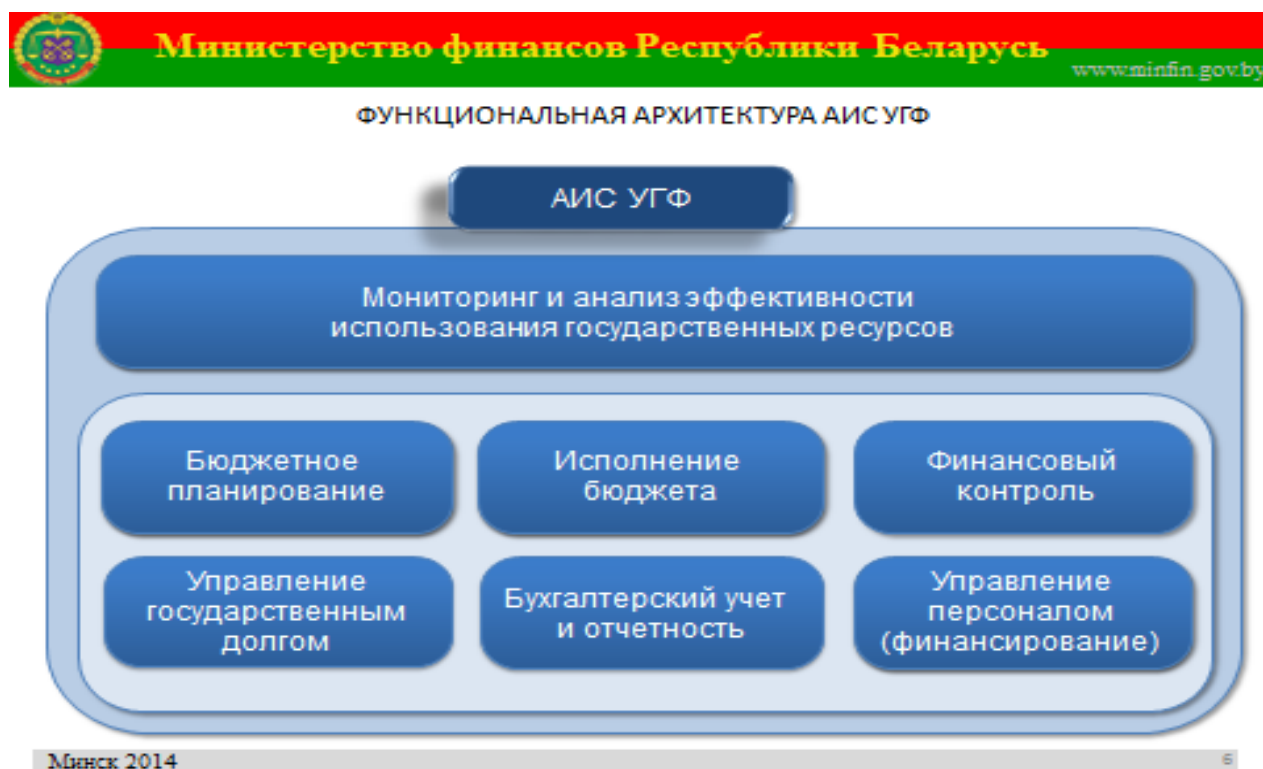 Министерство финансов Республики Беларусь
www.minfin.gov.by
ФУНКЦИОНАЛЬНАЯ АРХИТЕКТУРА АИС УГФ
АИС УГФ
Мониторинг и анализ эффективности
использования государственных ресурсов
Бюджетное
планирование
Исполнение
бюджета
Финансовый
контроль
Управление
государственным
долгом
Бухгалтерский учет
и отчетность
Управление
персоналом
(финансирование)
Минск 2014
6